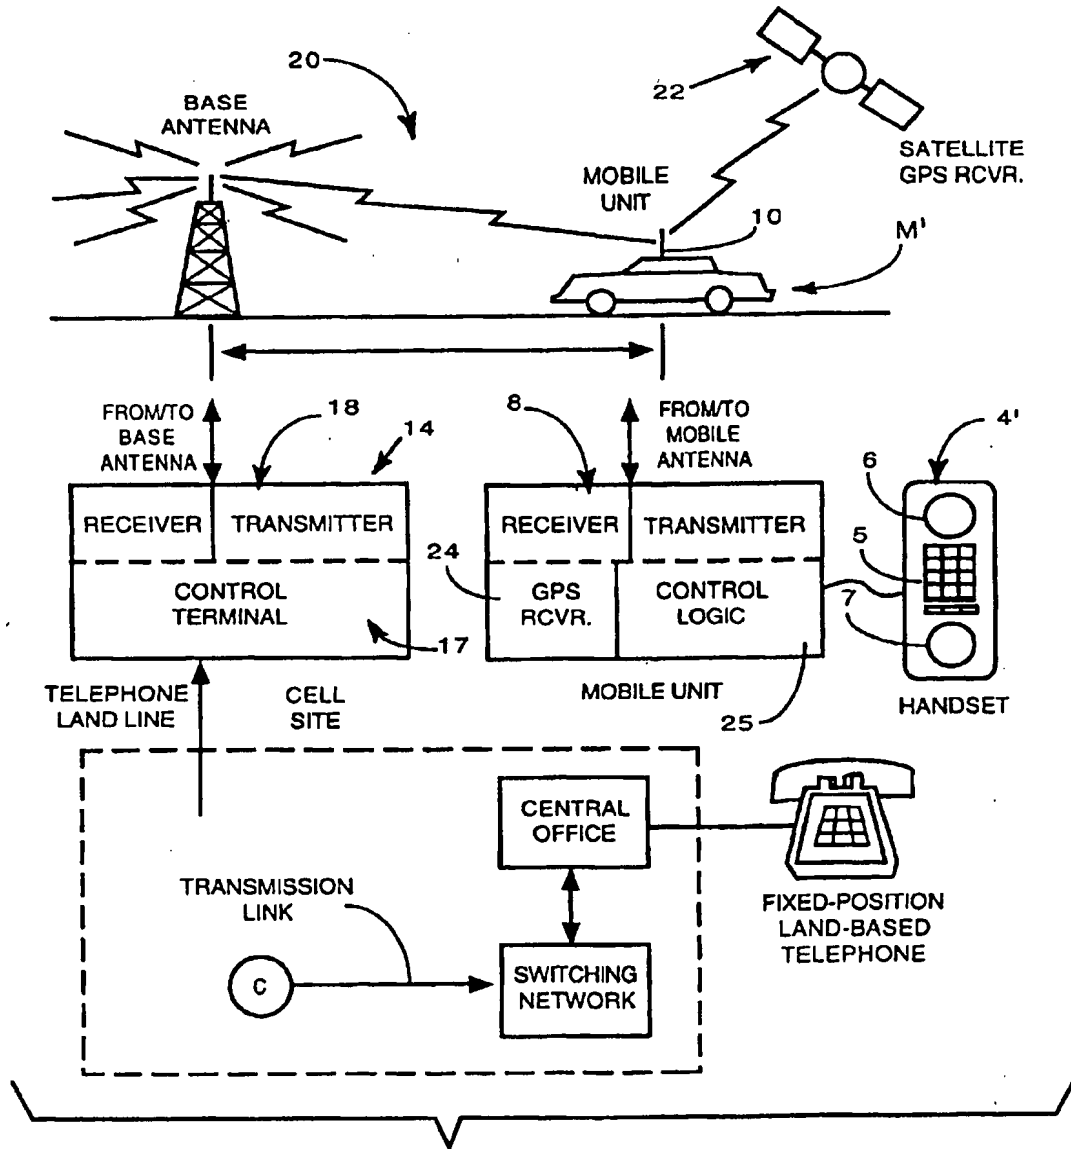 20
BASE
ANTENNA
22
SATELLITE
GPS RCVR.
MOBILE
UNIT
10
M'
FROM/TO
BASE
ANTENNA
18
14
8
FROM/TO
MOBILE
ANTENNA
4'
6
5
7
RECEIVER
TRANSMITTER
CONTROL
TERMINAL
17
24
RECEIVER
TRANSMITTER
GPS
RCVR.
CONTROL
LOGIC
25
HANDSET
TELEPHONE
LAND LINE
CELL
SITE
MOBILE UNIT
CENTRAL
OFFICE
TRANSMISSION
LINK
C
SWITCHING
NETWORK
FIXED-POSITION
LAND-BASED
TELEPHONE